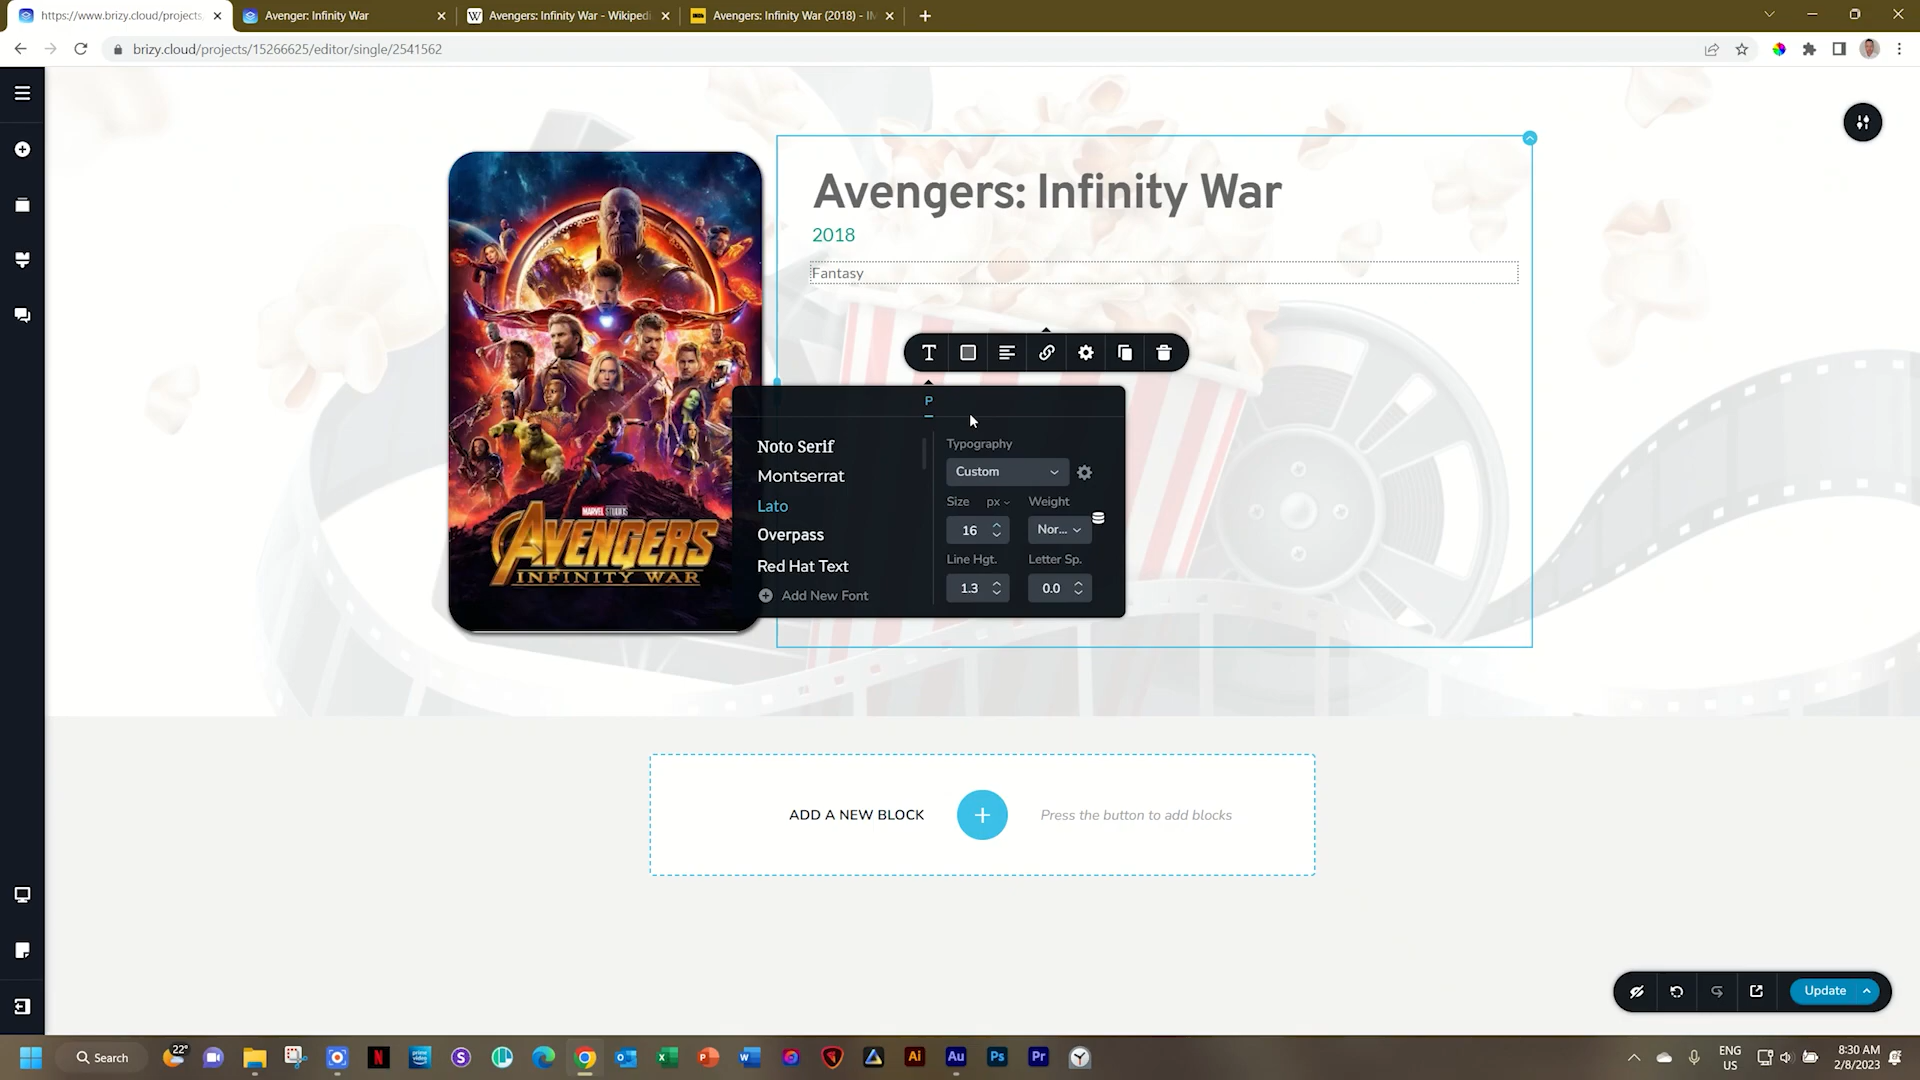 https://www.brizy.cloud/projects
Avenger: Infinity War
Avengers: Infinity War - Wikipedi
Avengers: Infinity War (2018) - IM
brizy.cloud/projects/15266625/editor/single/2541562
Avengers: Infinity War
2018
Fantasy
P
Noto Serif
Montserrat
Lato
Overpass
Red Hat Text
Add New Font
Typography
Custom
Size px Weight
16 Nor...
Line Hgt. Letter Sp.
1.3 0.0
MARVEL STUDIOS
AVENGERS
INFINITY WAR
ADD A NEW BLOCK
Press the button to add blocks
Update
22°
Search
ENG
US
8:30 AM
2/8/2023